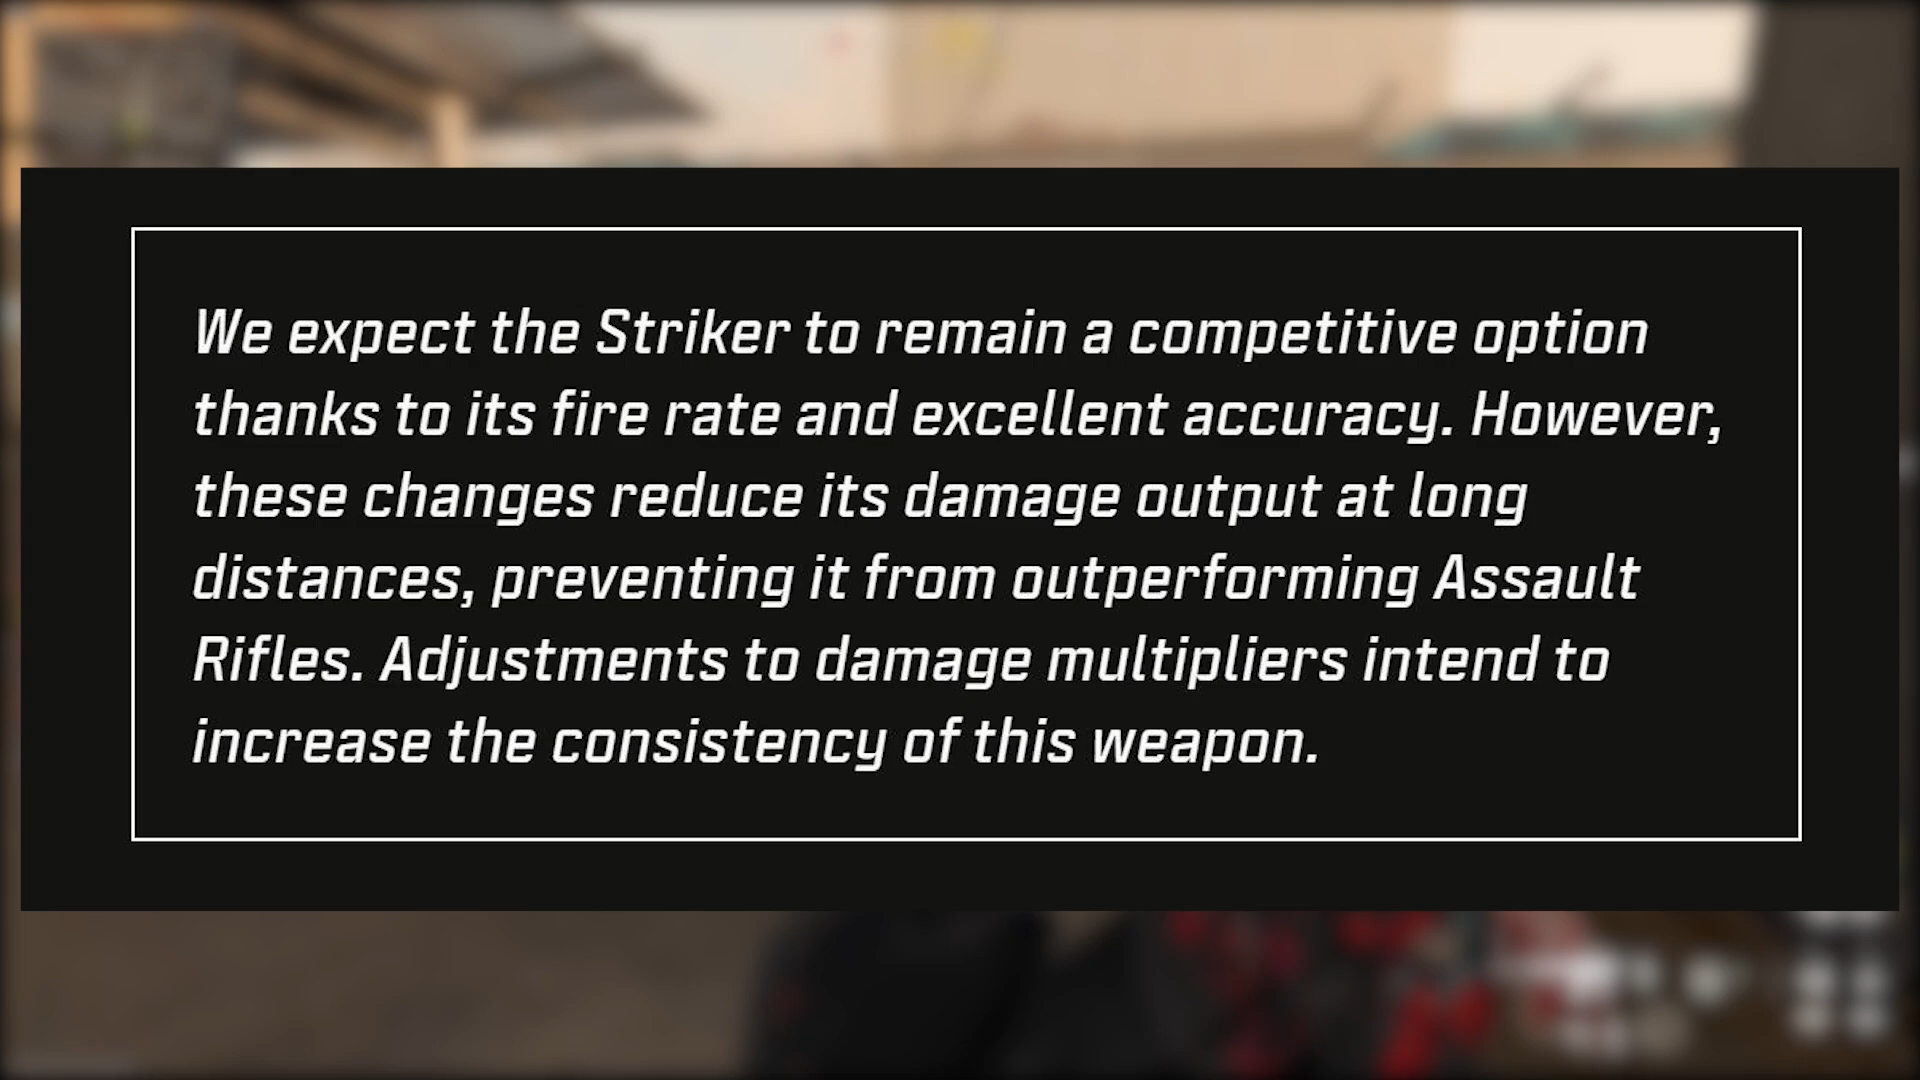 We expect the Striker to remain a competitive option
thanks to its fire rate and excellent accuracy. However,
these changes reduce its damage output at long
distances, preventing it from outperforming Assault
Rifles. Adjustments to damage multipliers intend to
increase the consistency of this weapon.